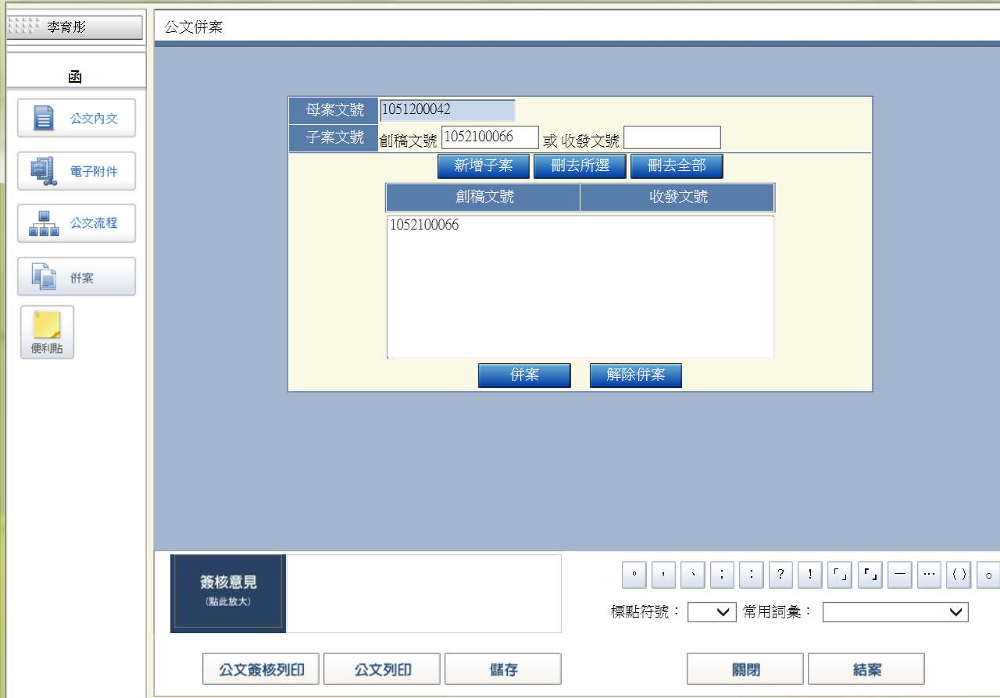 李育彤
函
公文內文
電子附件
公文流程
併案
便利貼
公文併案
母案文號 1051200042
子案文號 創稿文號 1052100066 或 收發文號
新增子案 刪去所選 刪去全部
創稿文號 收發文號
1052100066
併案 解除併案
簽核意見
(點此放大)
。 ， 、 ； ： ？ ！ 「」 『』 — … ( ) ○
標點符號： 常用詞彙：
公文簽核列印 公文列印 儲存 關閉 結案